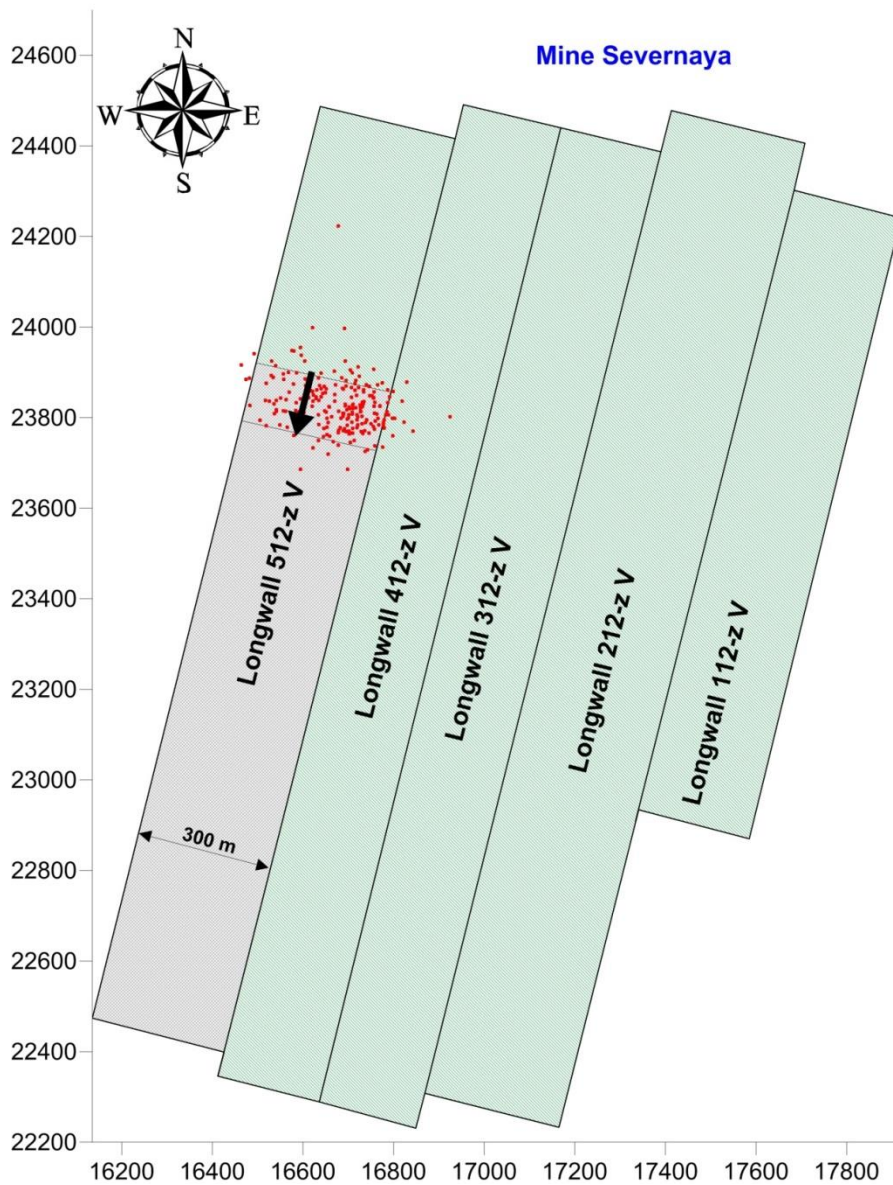 Mine Severnaya
N
W E
S
24600
24400
24200
24000
23800
23600
23400
23200
23000
22800
22600
22400
22200
Longwall 512-z V
Longwall 412-z V
Longwall 312-z V
Longwall 212-z V
Longwall 112-z V
300 m
16200 16400 16600 16800 17000 17200 17400 17600 17800